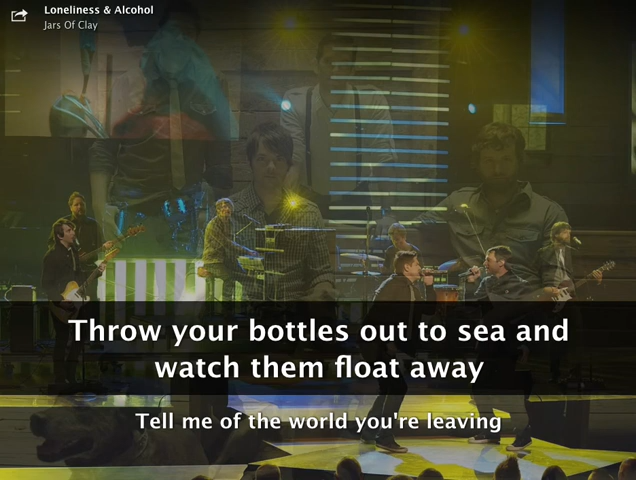 Loneliness & Alcohol
Jars Of Clay
Throw your bottles out to sea and
watch them float away
Tell me of the world you're leaving